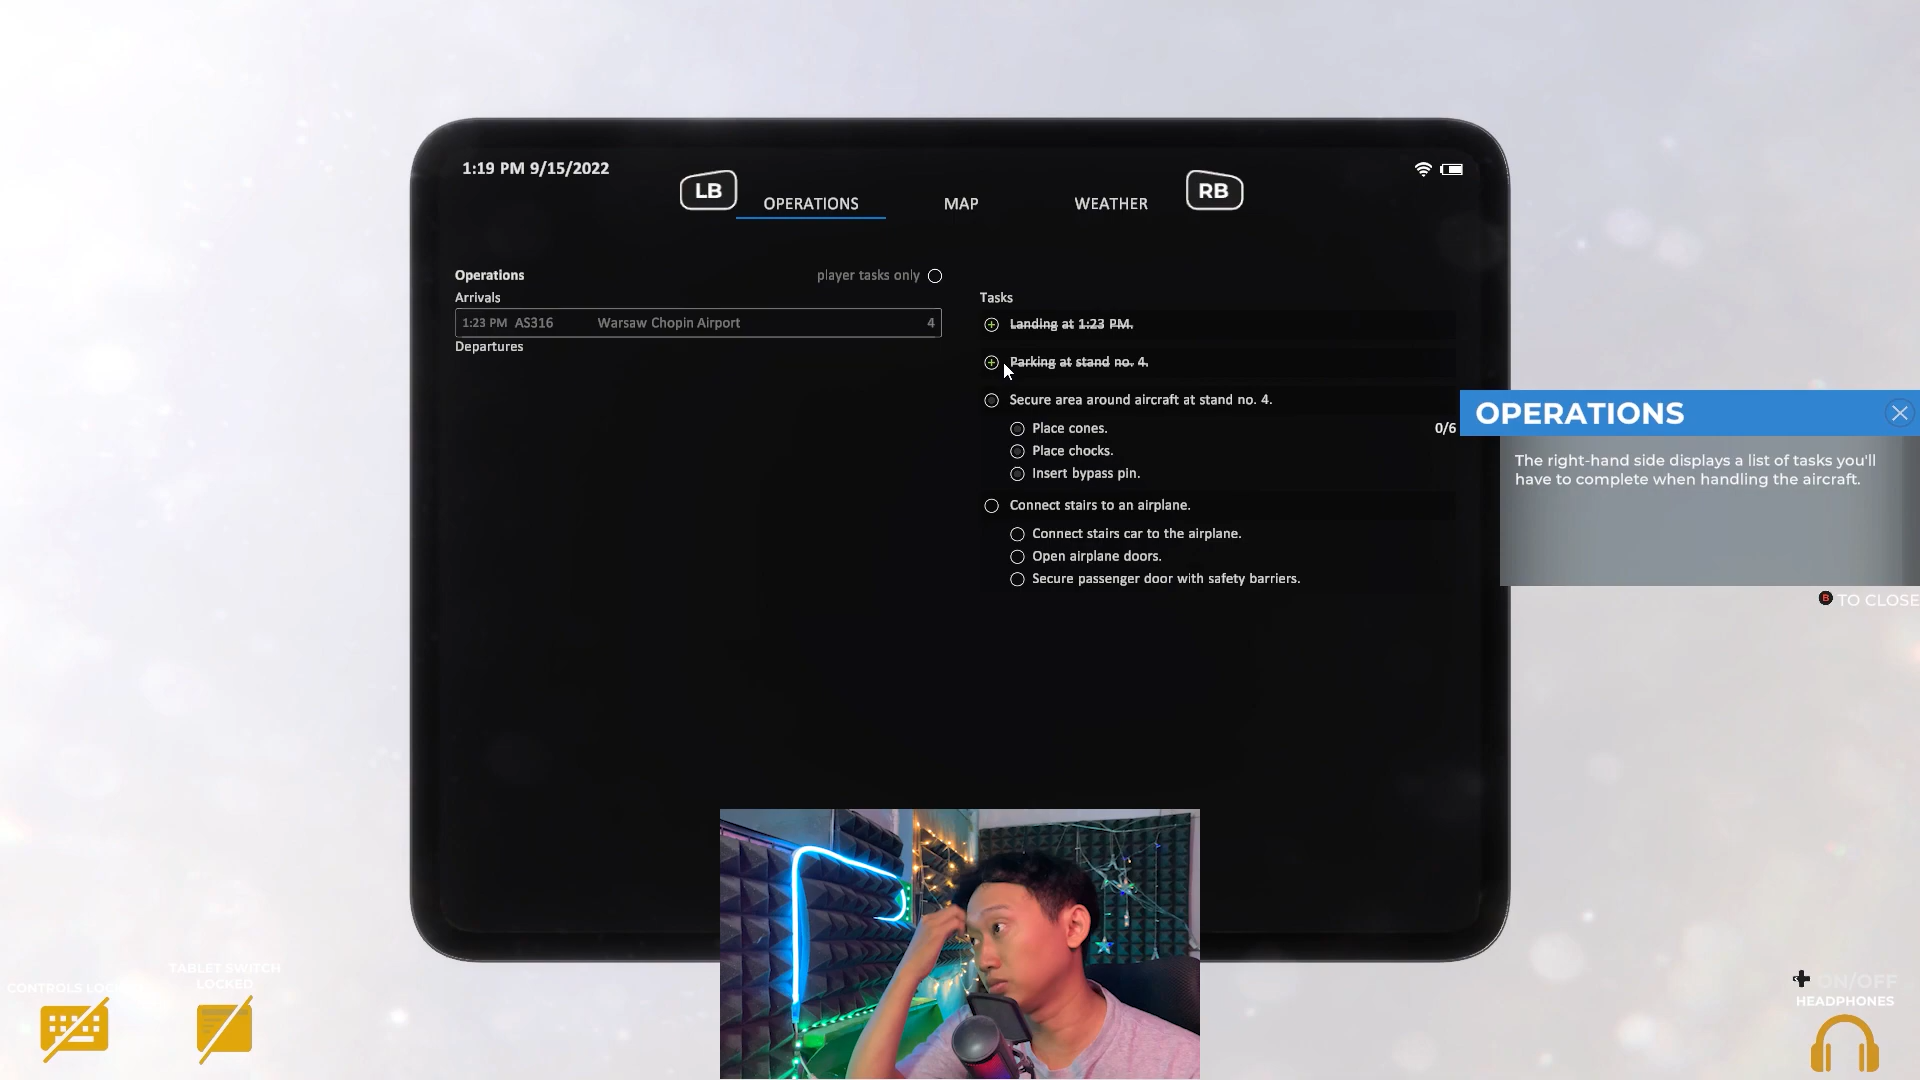 1:19 PM 9/15/2022
LB
OPERATIONS
MAP
WEATHER
RB
Operations
player tasks only
Arrivals
1:23 PM AS316 Warsaw Chopin Airport 4
Departures
Tasks
Landing at 1:23 PM.
Parking at stand no. 4.
Secure area around aircraft at stand no. 4.
Place cones. 0/6
Place chocks.
Insert bypass pin.
Connect stairs to an airplane.
Connect stairs car to the airplane.
Open airplane doors.
Secure passenger door with safety barriers.
OPERATIONS
The right-hand side displays a list of tasks you'll
have to complete when handling the aircraft.
B TO CLOSE
CONTROLS
TABLET SWITCH
LOCKED
ON/OFF
HEADPHONES